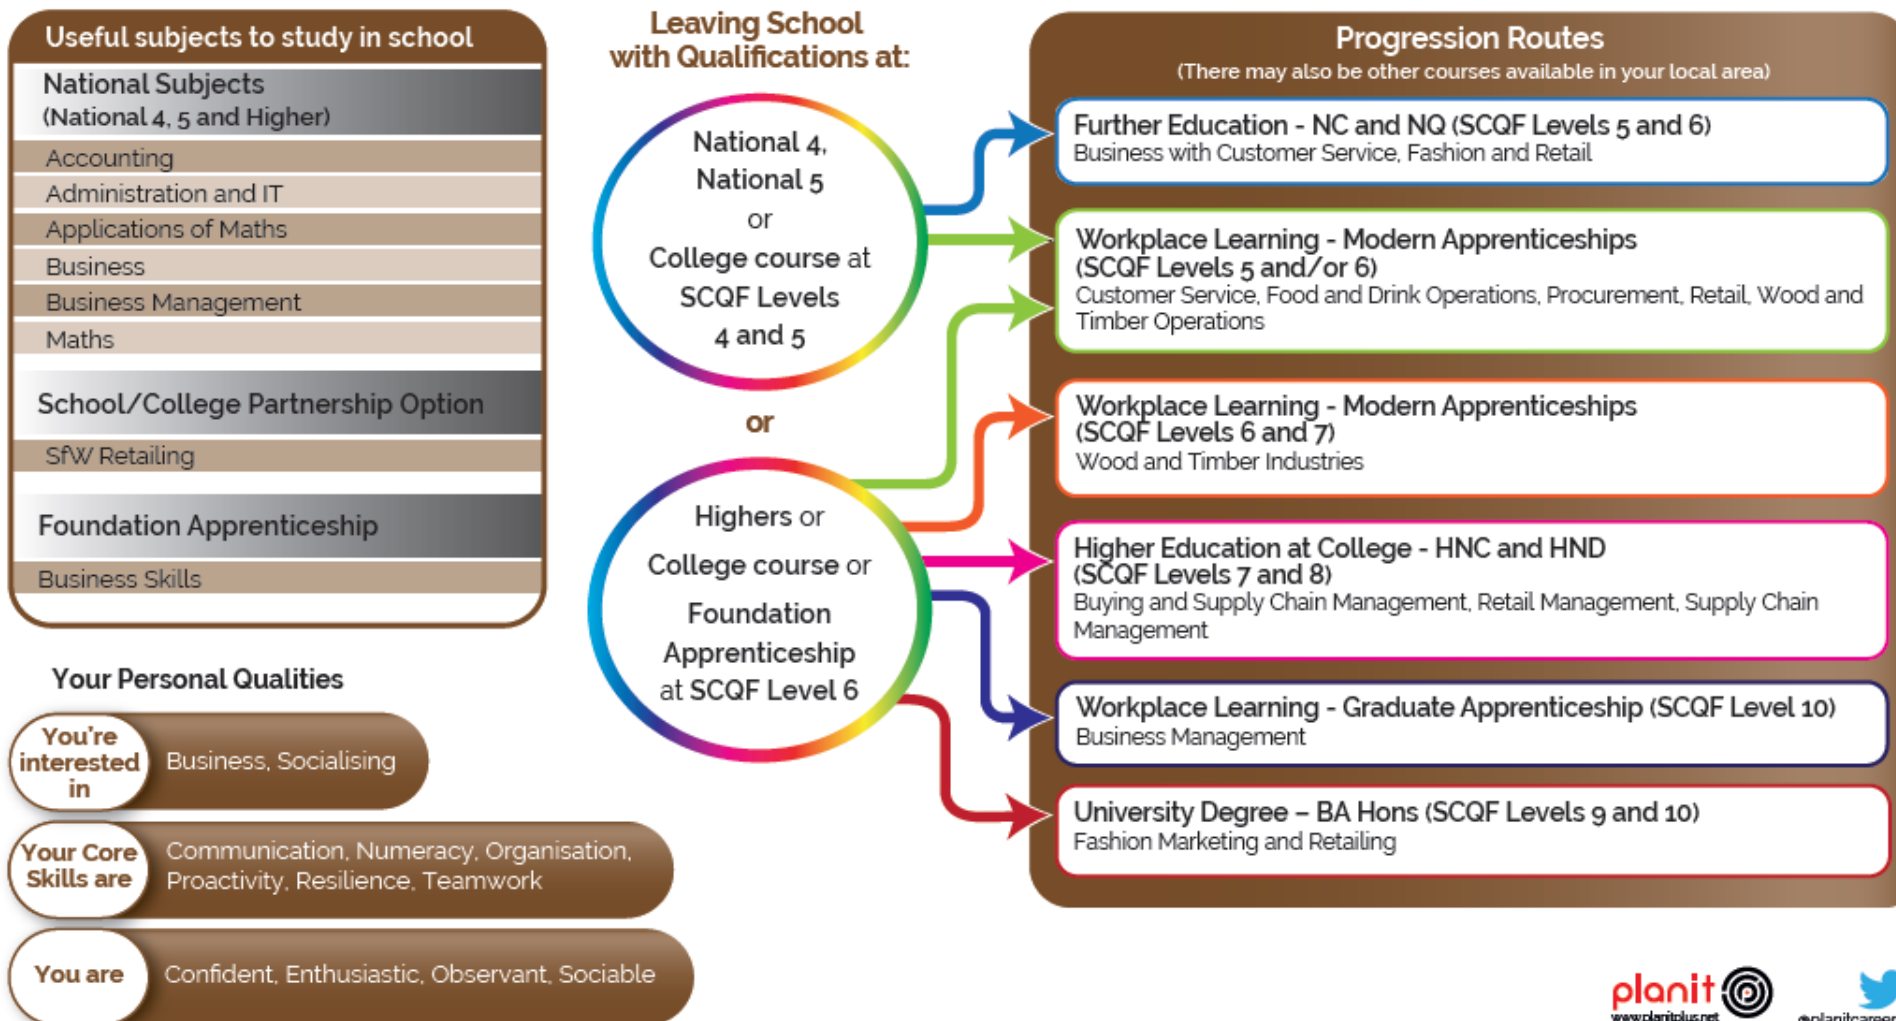 Useful subjects to study in school
National Subjects
(National 4, 5 and Higher)
Accounting
Administration and IT
Applications of Maths
Business
Business Management
Maths
School/College Partnership Option
SfW Retailing
Foundation Apprenticeship
Business Skills
Your Personal Qualities
You're
interested
in
Business, Socialising
Your Core
Skills are
Communication, Numeracy, Organisation,
Proactivity, Resilience, Teamwork
You are
Confident, Enthusiastic, Observant, Sociable
Leaving School
with Qualifications at:
National 4,
National 5
or
College course at
SCQF Levels
4 and 5
or
Highers or
College course or
Foundation
Apprenticeship
at SCQF Level 6
Progression Routes
(There may also be other courses available in your local area)
Further Education - NC and NQ (SCQF Levels 5 and 6)
Business with Customer Service, Fashion and Retail
Workplace Learning - Modern Apprenticeships
(SCQF Levels 5 and/or 6)
Customer Service, Food and Drink Operations, Procurement, Retail, Wood and
Timber Operations
Workplace Learning - Modern Apprenticeships
(SCQF Levels 6 and 7)
Wood and Timber Industries
Higher Education at College - HNC and HND
(SCQF Levels 7 and 8)
Buying and Supply Chain Management, Retail Management, Supply Chain
Management
Workplace Learning - Graduate Apprenticeship (SCQF Level 10)
Business Management
University Degree – BA Hons (SCQF Levels 9 and 10)
Fashion Marketing and Retailing
planit
www.planitplus.net
@planitcareer